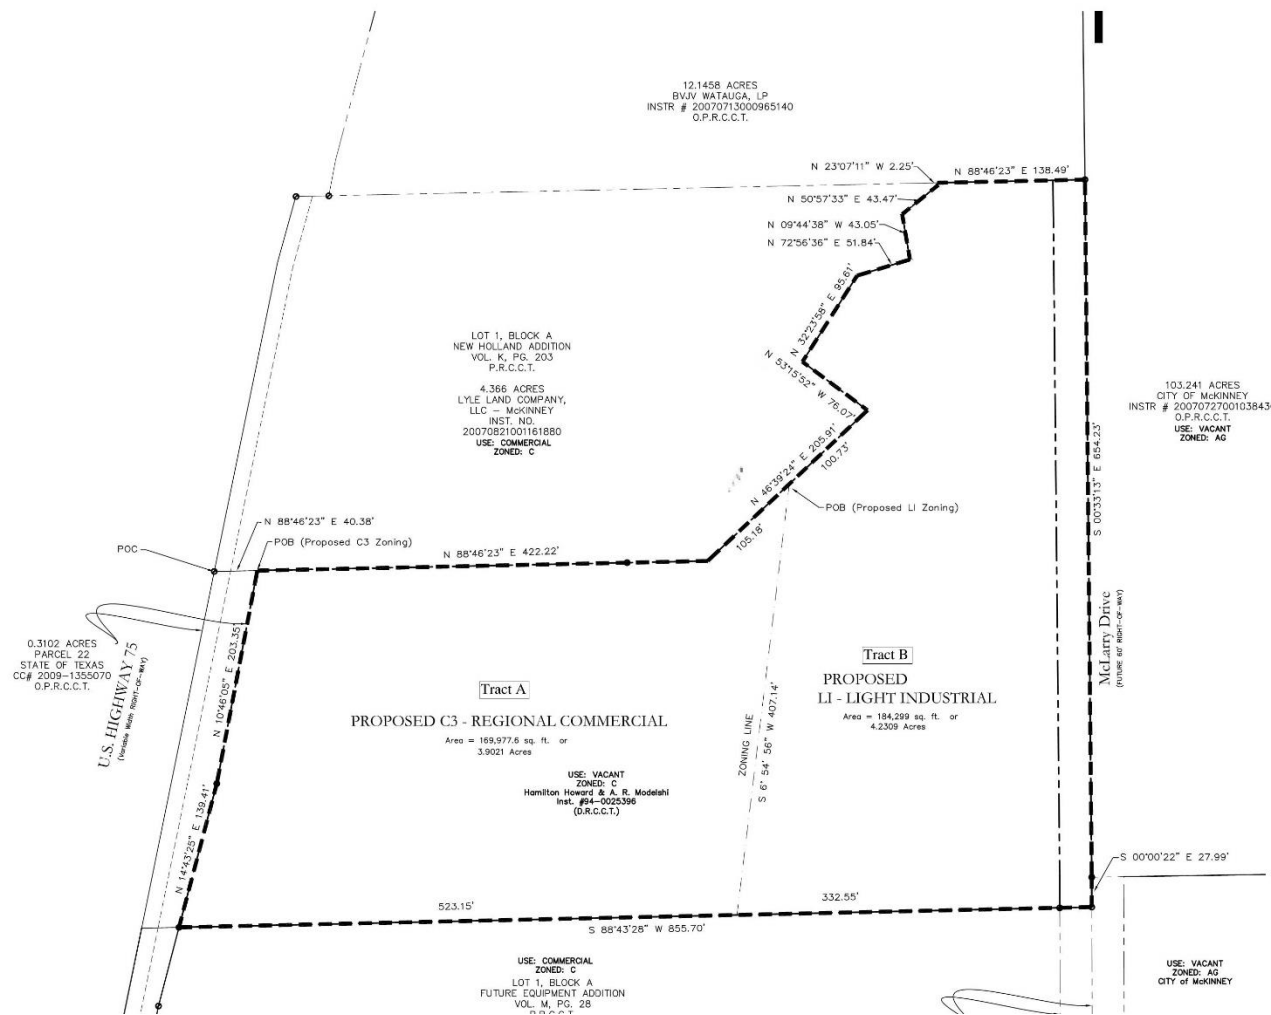 12.1458 ACRES
BVJV WATAUGA, LP
INSTR # 20070713000965140
O.P.R.C.C.T.
N 23°07'11" W 2.25'
N 88°46'23" E 138.49'
N 50°57'33" E 43.47'
N 09°44'38" W 43.05'
N 72°56'36" E 51.84'
N 32°23'58" E 95.61'
N 53°15'52" W 76.07'
LOT 1, BLOCK A
NEW HOLLAND ADDITION
VOL. K, PG. 203
P.R.C.C.T.
4.366 ACRES
LYLE LAND COMPANY,
LLC – McKINNEY
INST. NO.
20070821001161880
USE: COMMERCIAL
ZONED: C
103.241 ACRES
CITY OF McKINNEY
INSTR # 20070727001038430
O.P.R.C.C.T.
USE: VACANT
ZONED: AG
S 00°33'13" E 654.23'
N 46°39'24" E 205.91'
100.73'
105.18'
POB (Proposed LI Zoning)
N 88°46'23" E 40.38'
POB (Proposed C3 Zoning)
POC
N 88°46'23" E 422.22'
0.3102 ACRES
PARCEL 22
STATE OF TEXAS
CC# 2009-1355070
O.P.R.C.C.T.
U.S. HIGHWAY 75
(Variable Width RIGHT-OF-WAY)
N 10°46'05" E 203.35'
N 14°43'25" E 139.41'
Tract A
PROPOSED C3 - REGIONAL COMMERCIAL
Area = 169,977.6 sq. ft. or
3.9021 Acres
USE: VACANT
ZONED: C
Hamilton Howard & A. R. Modelshi
Inst. #94-0025396
(D.R.C.C.T.)
ZONING LINE
S 6° 54' 56" W 407.14'
Tract B
PROPOSED
LI - LIGHT INDUSTRIAL
Area = 184,299 sq. ft. or
4.2309 Acres
McLarry Drive
(FUTURE 60' RIGHT-OF-WAY)
S 00°00'22" E 27.99'
523.15'
332.55'
S 88°43'28" W 855.70'
USE: COMMERCIAL
ZONED: C
LOT 1, BLOCK A
FUTURE EQUIPMENT ADDITION
VOL. M, PG. 28
P.R.C.C.T.
USE: VACANT
ZONED: AG
CITY of McKINNEY